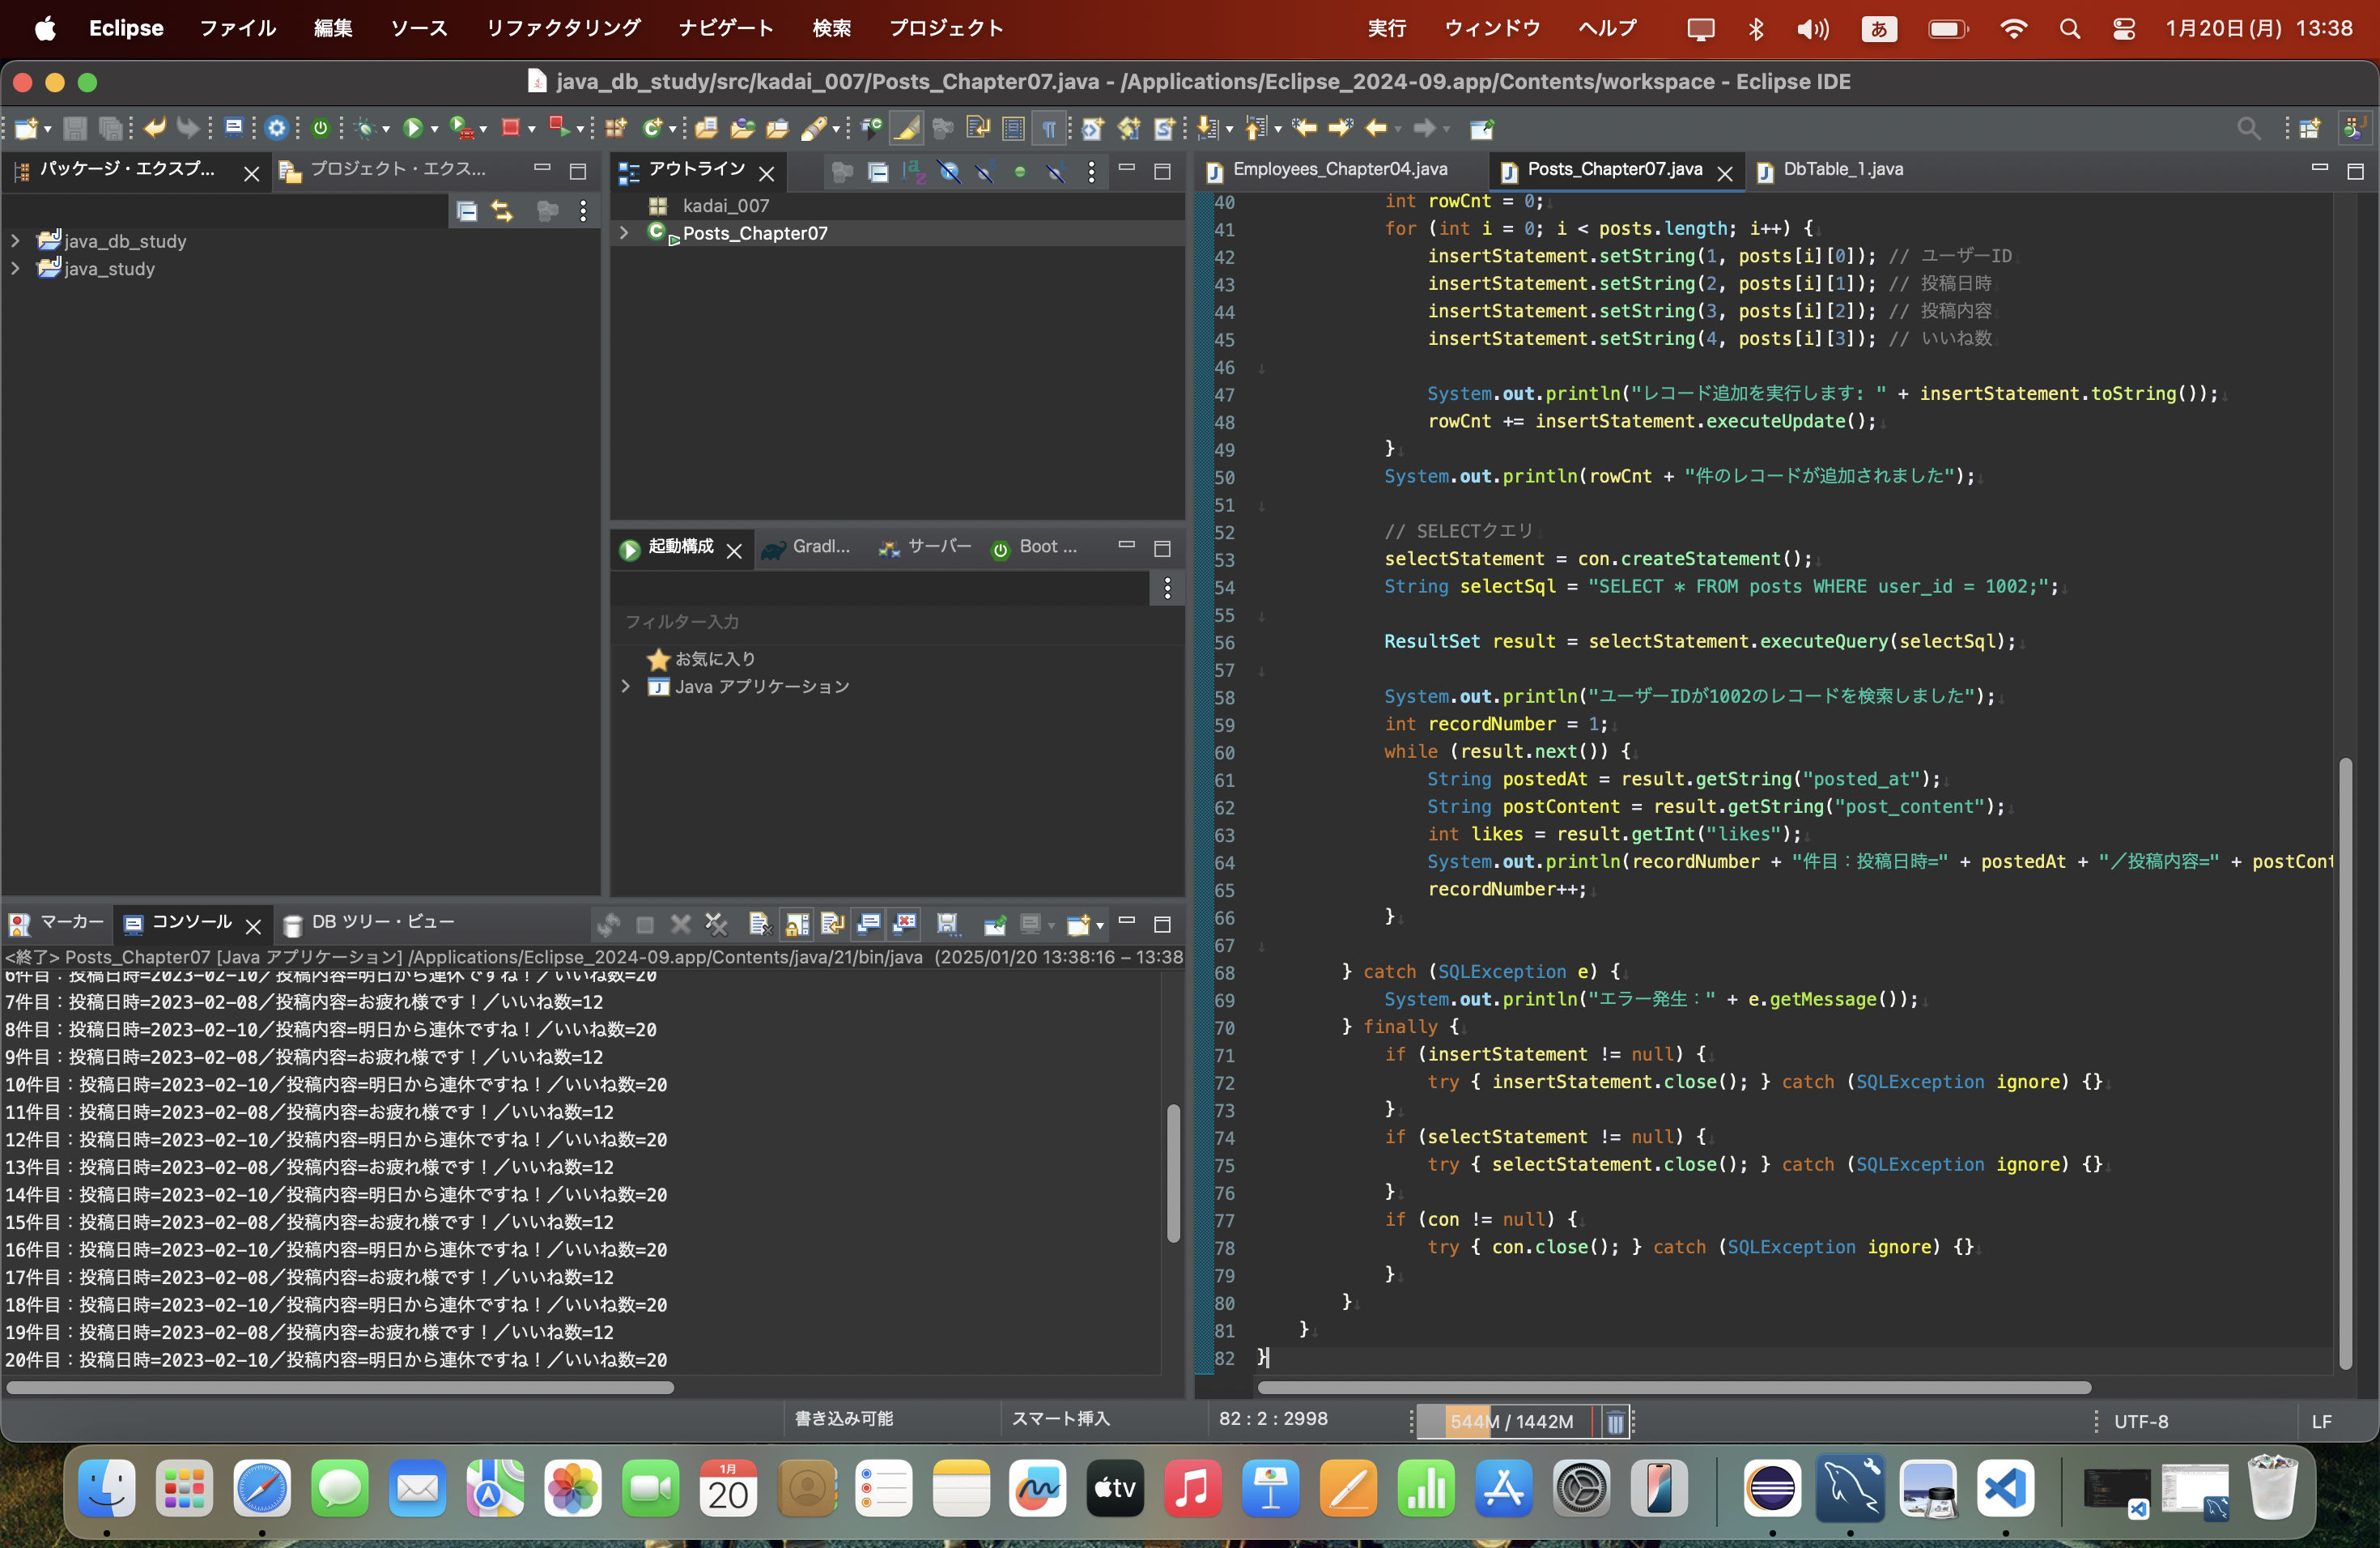 Eclipse ファイル 編集 ソース リファクタリング ナビゲート 検索 プロジェクト 実行 ウィンドウ ヘルプ あ 1月20日(月) 13:38
java_db_study/src/kadai_007/Posts_Chapter07.java - /Applications/Eclipse_2024-09.app/Contents/workspace - Eclipse IDE
パッケージ・エクスプ... プロジェクト・エクス...
java_db_study
java_study
アウトライン
kadai_007
Posts_Chapter07
起動構成 Gradl... サーバー Boot ...
フィルター入力
お気に入り
Java アプリケーション
マーカー コンソール DB ツリー・ビュー
<終了> Posts_Chapter07 [Java アプリケーション] /Applications/Eclipse_2024-09.app/Contents/java/21/bin/java (2025/01/20 13:38:16 – 13:38
6件目：投稿日時=2023-02-10／投稿内容=明日から連休ですね！／いいね数=20
7件目：投稿日時=2023-02-08／投稿内容=お疲れ様です！／いいね数=12
8件目：投稿日時=2023-02-10／投稿内容=明日から連休ですね！／いいね数=20
9件目：投稿日時=2023-02-08／投稿内容=お疲れ様です！／いいね数=12
10件目：投稿日時=2023-02-10／投稿内容=明日から連休ですね！／いいね数=20
11件目：投稿日時=2023-02-08／投稿内容=お疲れ様です！／いいね数=12
12件目：投稿日時=2023-02-10／投稿内容=明日から連休ですね！／いいね数=20
13件目：投稿日時=2023-02-08／投稿内容=お疲れ様です！／いいね数=12
14件目：投稿日時=2023-02-10／投稿内容=明日から連休ですね！／いいね数=20
15件目：投稿日時=2023-02-08／投稿内容=お疲れ様です！／いいね数=12
16件目：投稿日時=2023-02-10／投稿内容=明日から連休ですね！／いいね数=20
17件目：投稿日時=2023-02-08／投稿内容=お疲れ様です！／いいね数=12
18件目：投稿日時=2023-02-10／投稿内容=明日から連休ですね！／いいね数=20
19件目：投稿日時=2023-02-08／投稿内容=お疲れ様です！／いいね数=12
20件目：投稿日時=2023-02-10／投稿内容=明日から連休ですね！／いいね数=20
Employees_Chapter04.java Posts_Chapter07.java DbTable_1.java
40 int rowCnt = 0;
41 for (int i = 0; i < posts.length; i++) {
42 insertStatement.setString(1, posts[i][0]); // ユーザーID
43 insertStatement.setString(2, posts[i][1]); // 投稿日時
44 insertStatement.setString(3, posts[i][2]); // 投稿内容
45 insertStatement.setString(4, posts[i][3]); // いいね数
46
47 System.out.println("レコード追加を実行します: " + insertStatement.toString());
48 rowCnt += insertStatement.executeUpdate();
49 }
50 System.out.println(rowCnt + "件のレコードが追加されました");
51
52 // SELECTクエリ
53 selectStatement = con.createStatement();
54 String selectSql = "SELECT * FROM posts WHERE user_id = 1002;";
55
56 ResultSet result = selectStatement.executeQuery(selectSql);
57
58 System.out.println("ユーザーIDが1002のレコードを検索しました");
59 int recordNumber = 1;
60 while (result.next()) {
61 String postedAt = result.getString("posted_at");
62 String postContent = result.getString("post_content");
63 int likes = result.getInt("likes");
64 System.out.println(recordNumber + "件目：投稿日時=" + postedAt + "／投稿内容=" + postCont
65 recordNumber++;
66 }
67
68 } catch (SQLException e) {
69 System.out.println("エラー発生：" + e.getMessage());
70 } finally {
71 if (insertStatement != null) {
72 try { insertStatement.close(); } catch (SQLException ignore) {}
73 }
74 if (selectStatement != null) {
75 try { selectStatement.close(); } catch (SQLException ignore) {}
76 }
77 if (con != null) {
78 try { con.close(); } catch (SQLException ignore) {}
79 }
80 }
81 }
82 }
書き込み可能 スマート挿入 82 : 2 : 2998 544M / 1442M UTF-8 LF
1月
20
tv